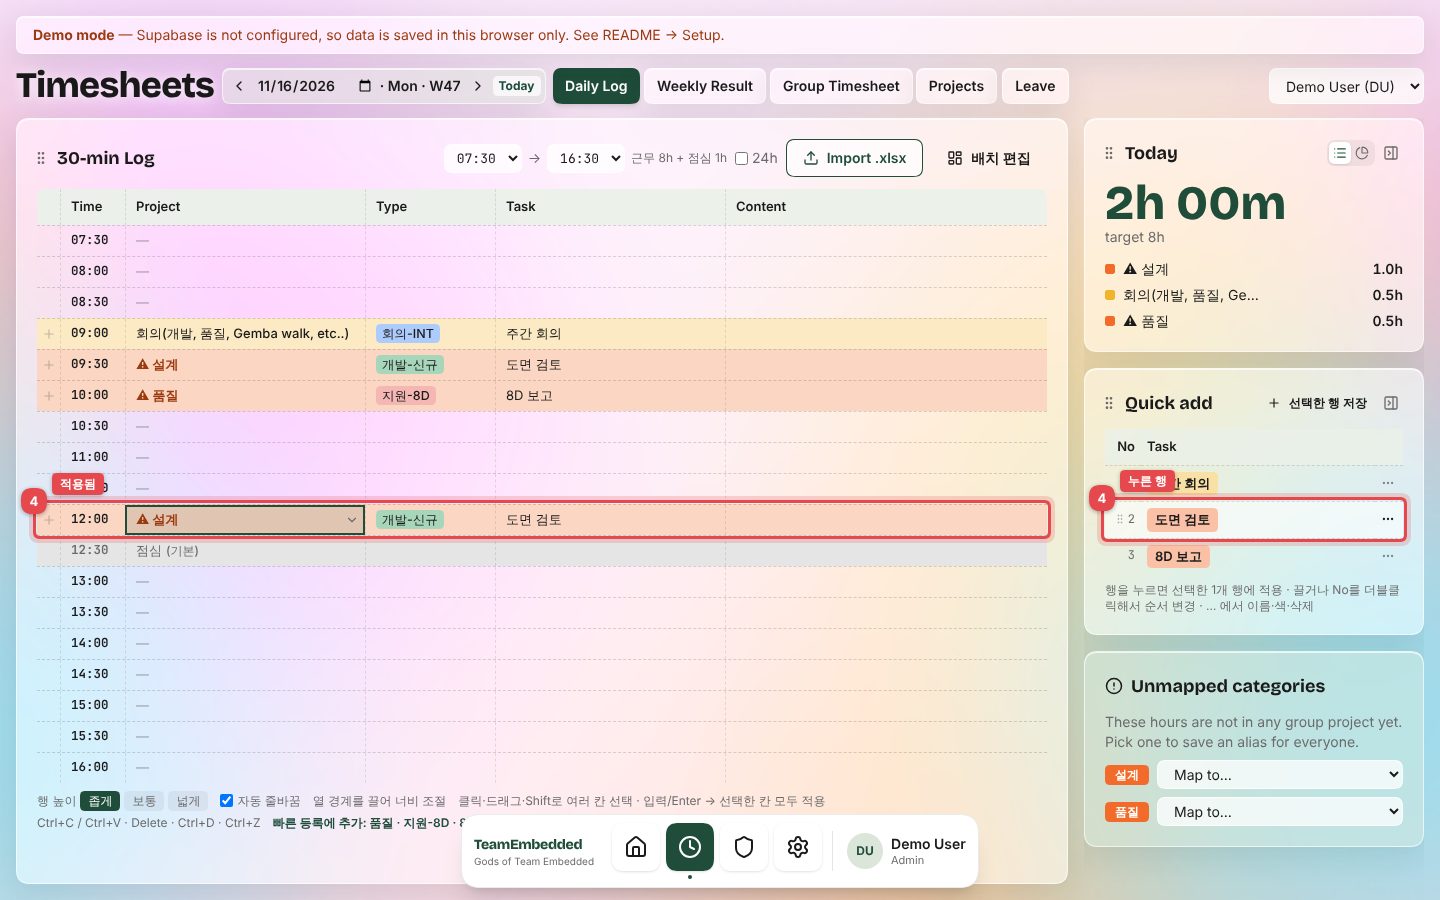 Demo mode — Supabase is not configured, so data is saved in this browser only. See README → Setup.
Timesheets
11/16/2026 · Mon · W47 Today
Daily Log
Weekly Result
Group Timesheet
Projects
Leave
Demo User (DU)
30-min Log
07:30 → 16:30 근무 8h + 점심 1h 24h
Import .xlsx
배치 편집
Time Project Type Task Content
07:30 —
08:00 —
08:30 —
+ 09:00 회의(개발, 품질, Gemba walk, etc..) 회의-INT 주간 회의
+ 09:30 설계 개발-신규 도면 검토
+ 10:00 품질 지원-8D 8D 보고
10:30 —
11:00 —
적용됨
—
4
+ 12:00 설계 개발-신규 도면 검토
12:30 점심 (기본)
13:00 —
13:30 —
14:00 —
14:30 —
15:00 —
15:30 —
16:00 —
행 높이 좁게 보통 넓게 자동 줄바꿈 열 경계를 끌어 너비 조절 클릭·드래그·Shift로 여러 칸 선택 · 입력/Enter → 선택한 칸 모두 적용
Ctrl+C / Ctrl+V · Delete · Ctrl+D · Ctrl+Z 빠른 등록에 추가: 품질 · 지원-8D ·
Today
2h 00m
target 8h
설계 1.0h
회의(개발, 품질, Ge... 0.5h
품질 0.5h
Quick add
+ 선택한 행 저장
No Task
누른 행
회의 ...
4
2 도면 검토 ...
3 8D 보고 ...
행을 누르면 선택한 1개 행에 적용 · 끌거나 No를 더블클
릭해서 순서 변경 · ... 에서 이름·색·삭제
Unmapped categories
These hours are not in any group project yet.
Pick one to save an alias for everyone.
설계 Map to...
품질 Map to...
TeamEmbedded
Gods of Team Embedded
DU
Demo User
Admin